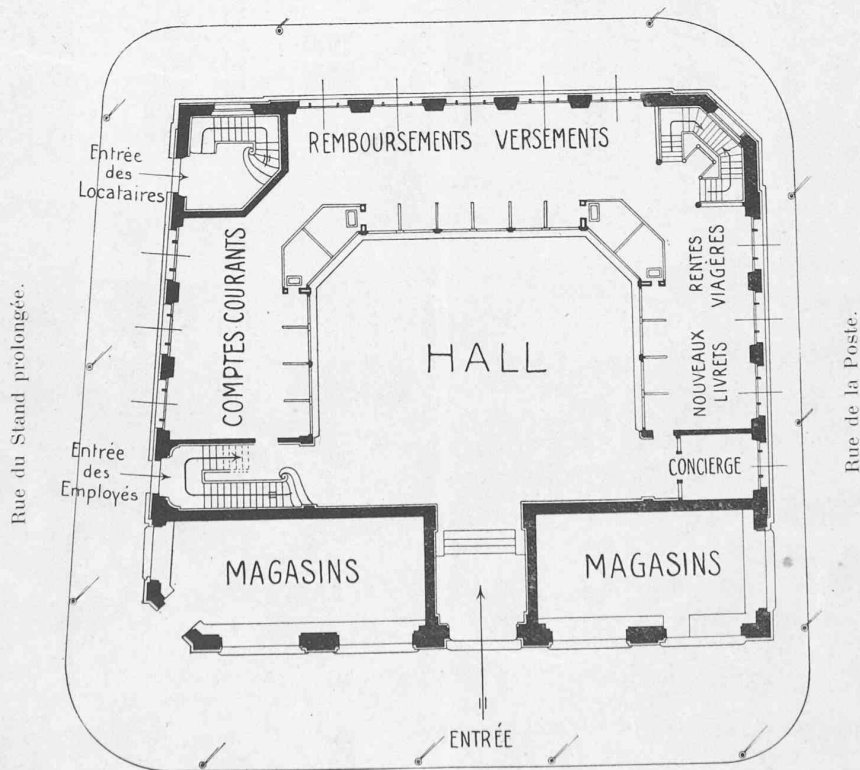 REMBOURSEMENTS VERSEMENTS
Entrée
des
Locataires
COMPTES COURANTS
RENTES
VIAGÈRES
Rue du Stand prolongée.
HALL
NOUVEAUX
LIVRETS
Rue de la Poste.
Entrée
des
Employés
CONCIERGE
MAGASINS
MAGASINS
ENTRÉE